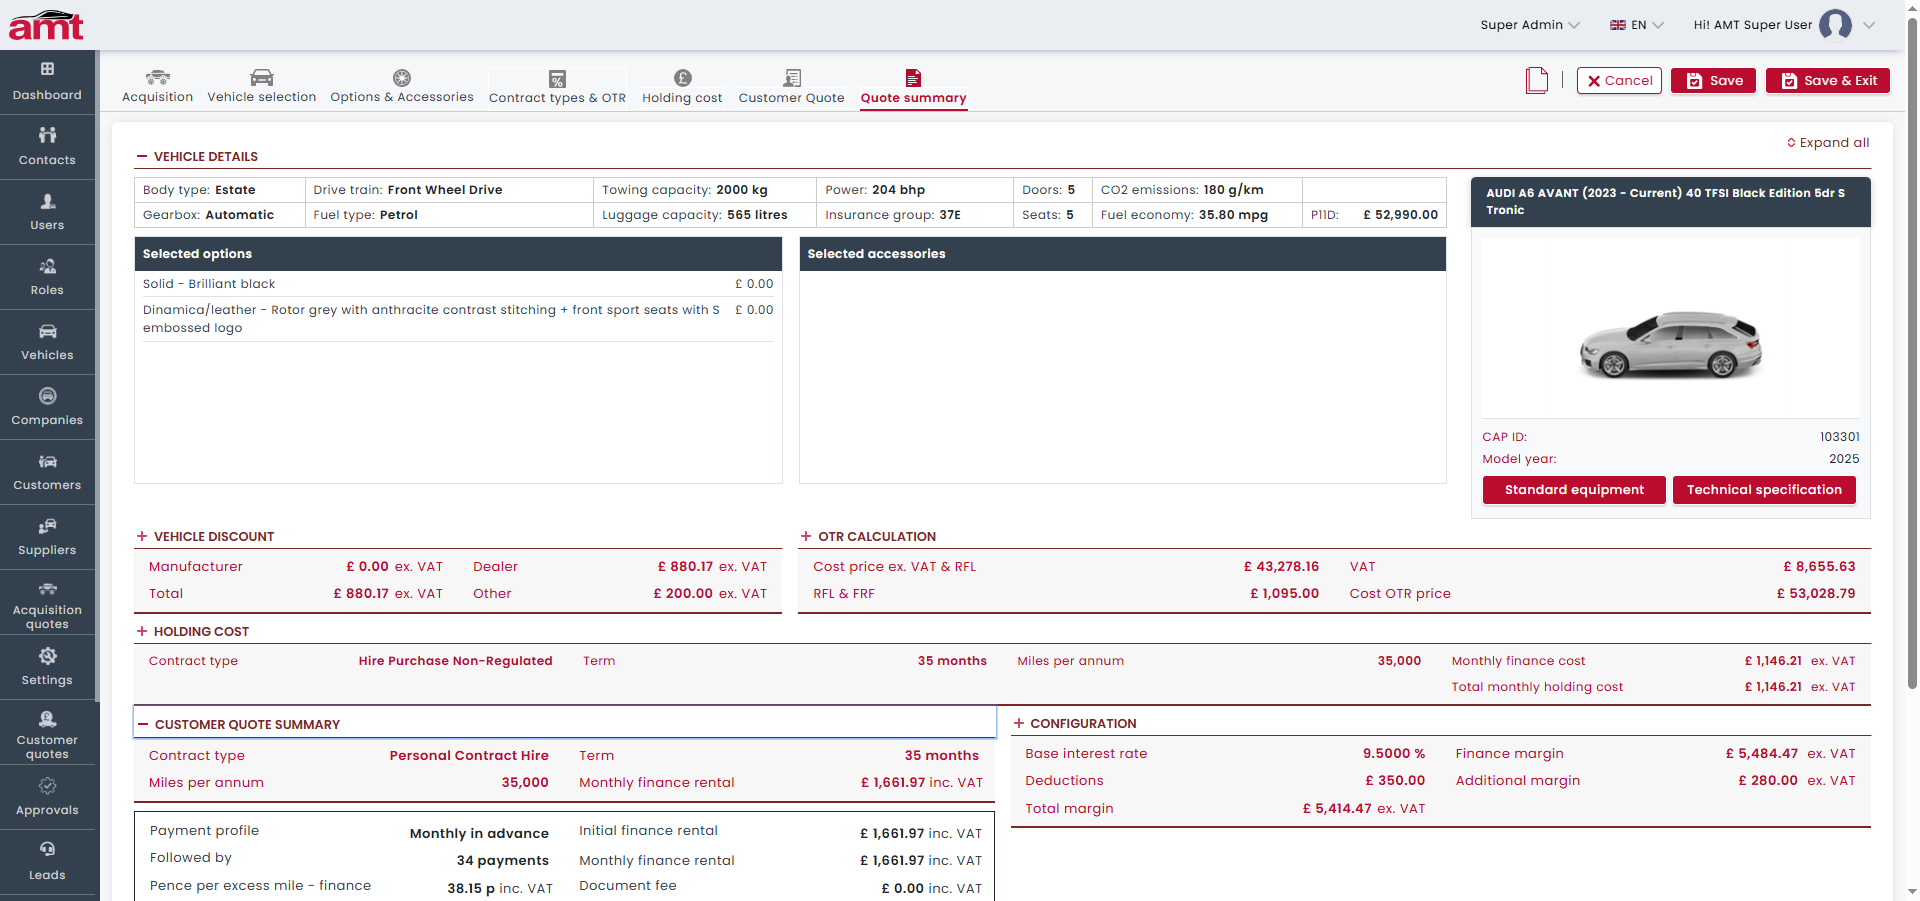 amt
Super Admin
EN
Hi! AMT Super User
Dashboard
Contacts
Users
Roles
Vehicles
Companies
Customers
Suppliers
Acquisition
quotes
Settings
Customer
quotes
Approvals
Leads
Acquisition
Vehicle selection
Options & Accessories
Contract types & OTR
Holding cost
Customer Quote
Quote summary
Cancel
Save
Save & Exit
Expand all
VEHICLE DETAILS
Body type: Estate
Drive train: Front Wheel Drive
Towing capacity: 2000 kg
Power: 204 bhp
Doors: 5
CO2 emissions: 180 g/km
Gearbox: Automatic
Fuel type: Petrol
Luggage capacity: 565 litres
Insurance group: 37E
Seats: 5
Fuel economy: 35.80 mpg
P11D: £ 52,990.00
Selected options
Solid - Brilliant black £ 0.00
Dinamica/leather - Rotor grey with anthracite contrast stitching + front sport seats with S £ 0.00
embossed logo
Selected accessories
AUDI A6 AVANT (2023 - Current) 40 TFSI Black Edition 5dr S
Tronic
CAP ID: 103301
Model year: 2025
Standard equipment
Technical specification
VEHICLE DISCOUNT
Manufacturer £ 0.00 ex. VAT Dealer £ 880.17 ex. VAT
Total £ 880.17 ex. VAT Other £ 200.00 ex. VAT
OTR CALCULATION
Cost price ex. VAT & RFL £ 43,278.16 VAT £ 8,655.63
RFL & FRF £ 1,095.00 Cost OTR price £ 53,028.79
HOLDING COST
Contract type Hire Purchase Non-Regulated Term 35 months Miles per annum 35,000 Monthly finance cost £ 1,146.21 ex. VAT
Total monthly holding cost £ 1,146.21 ex. VAT
CUSTOMER QUOTE SUMMARY
Contract type Personal Contract Hire Term 35 months
Miles per annum 35,000 Monthly finance rental £ 1,661.97 inc. VAT
Payment profile Monthly in advance Initial finance rental £ 1,661.97 inc. VAT
Followed by 34 payments Monthly finance rental £ 1,661.97 inc. VAT
Pence per excess mile - finance 38.15 p inc. VAT Document fee £ 0.00 inc. VAT
CONFIGURATION
Base interest rate 9.5000 % Finance margin £ 5,484.47 ex. VAT
Deductions £ 350.00 Additional margin £ 280.00 ex. VAT
Total margin £ 5,414.47 ex. VAT